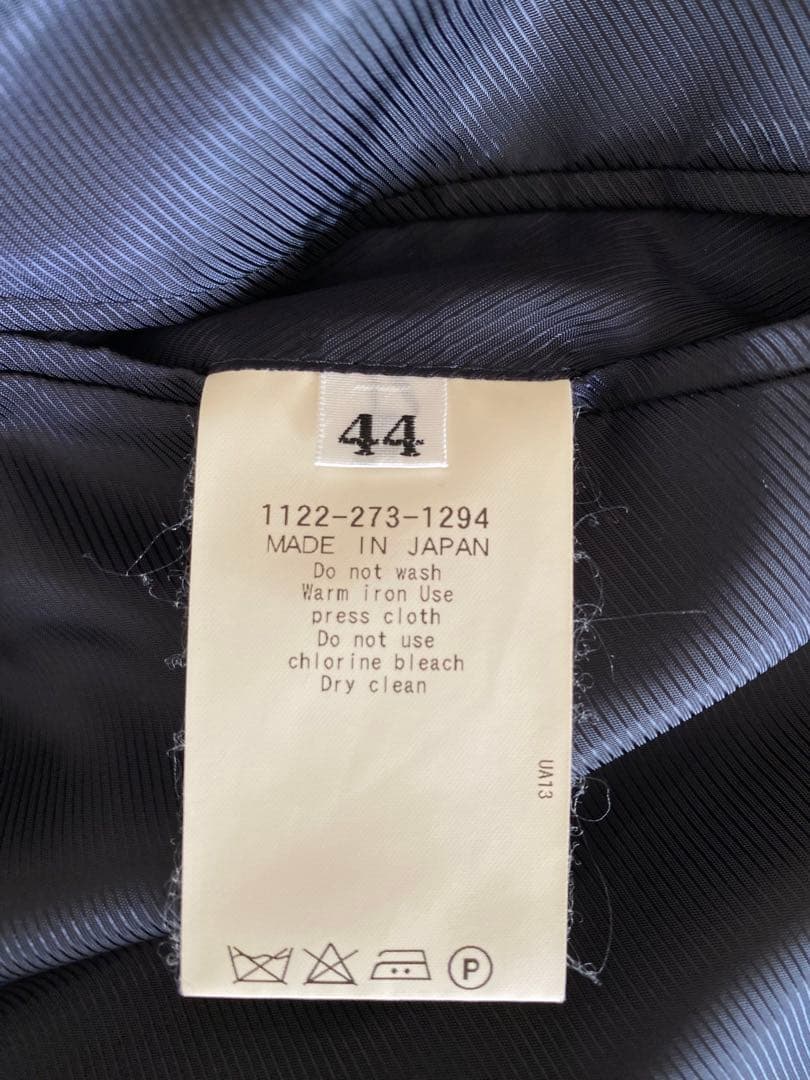 44
1122-273-1294
MADE IN JAPAN
Do not wash
Warm iron Use
press cloth
Do not use
chlorine bleach
Dry clean
UA13
P